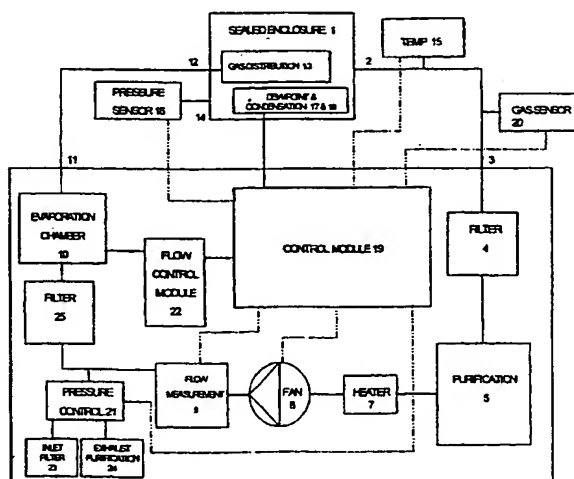 SEALED ENCLOSURE 1
GAS DISTRIBUTION 13
DEWPOINT &
CONDENSATION 17 & 18
12
2
TEMP 15
PRESSURE
SENSOR 16
14
GAS SENSOR
20
11
3
EVAPORATION
CHAMBER
10
FLOW
CONTROL
MODULE
22
CONTROL MODULE 19
FILTER
4
FILTER
25
PRESSURE
CONTROL 21
FLOW
MEASUREMENT
9
FAN
8
HEATER
7
PURIFICATION
5
INLET
FILTER
23
EXHAUST
PURIFICATION
24